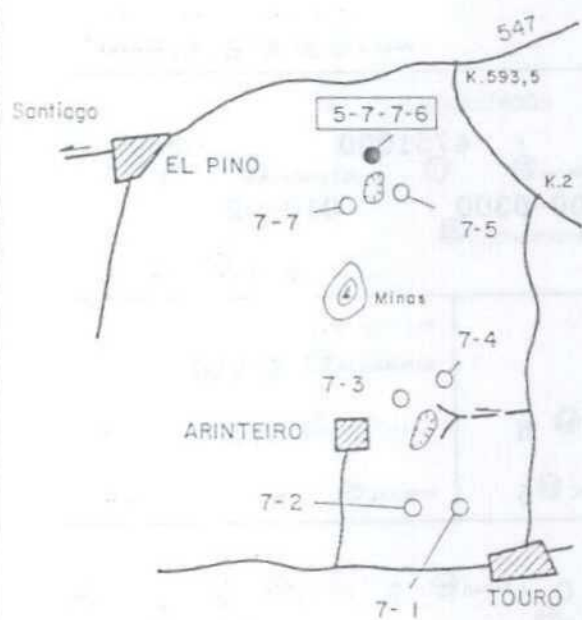 547
K.593,5
Santiago
5-7-7-6
EL PINO
K.2
7-7
7-5
Minas
7-4
7-3
ARINTEIRO
7-2
7-1
TOURO